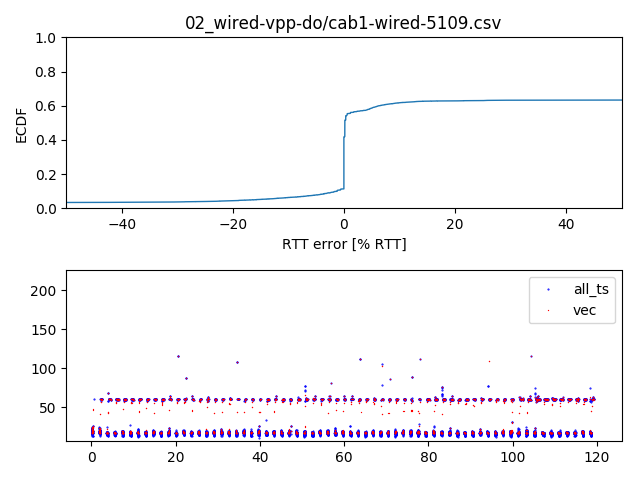 02_wired-vpp-do/cab1-wired-5109.csv
1.0
0.8
0.6
0.4
0.2
0.0
ECDF
−40 −20 0 20 40
RTT error [% RTT]
200
150
100
50
all_ts
vec
0 20 40 60 80 100 120